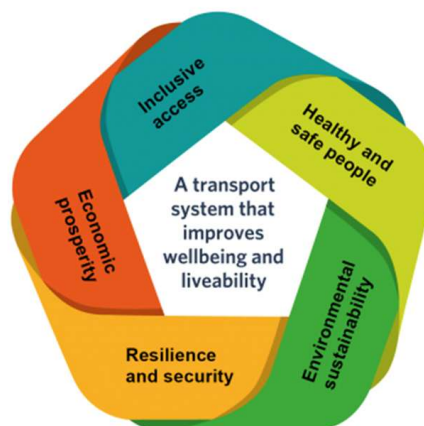 Inclusive
access
Healthy and
safe people
Environmental
sustainability
Resilience
and security
Economic
prosperity
A transport
system that
improves
wellbeing and
liveability